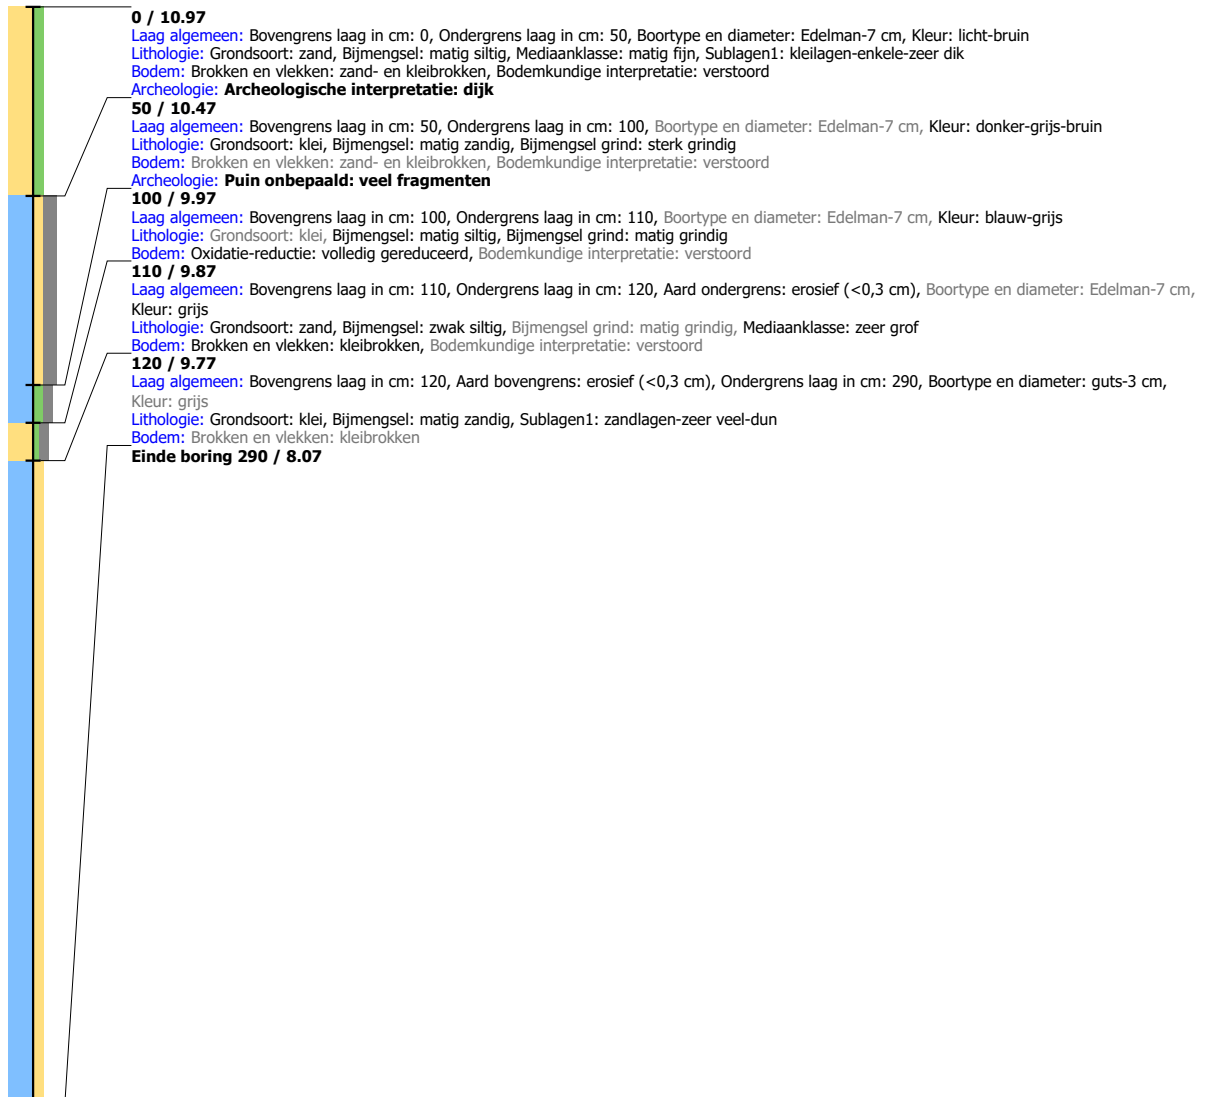 0 / 10.97
Laag algemeen: Bovengrens laag in cm: 0, Ondergrens laag in cm: 50, Boortype en diameter: Edelman-7 cm, Kleur: licht-bruin
Lithologie: Grondsoort: zand, Bijmengsel: matig siltig, Mediaanklasse: matig fijn, Sublagen1: kleilagen-enkele-zeer dik
Bodem: Brokken en vlekken: zand- en kleibrokken, Bodemkundige interpretatie: verstoord
Archeologie: Archeologische interpretatie: dijk
50 / 10.47
Laag algemeen: Bovengrens laag in cm: 50, Ondergrens laag in cm: 100, Boortype en diameter: Edelman-7 cm, Kleur: donker-grijs-bruin
Lithologie: Grondsoort: klei, Bijmengsel: matig zandig, Bijmengsel grind: sterk grindig
Bodem: Brokken en vlekken: zand- en kleibrokken, Bodemkundige interpretatie: verstoord
Archeologie: Puin onbepaald: veel fragmenten
100 / 9.97
Laag algemeen: Bovengrens laag in cm: 100, Ondergrens laag in cm: 110, Boortype en diameter: Edelman-7 cm, Kleur: blauw-grijs
Lithologie: Grondsoort: klei, Bijmengsel: matig siltig, Bijmengsel grind: matig grindig
Bodem: Oxidatie-reductie: volledig gereduceerd, Bodemkundige interpretatie: verstoord
110 / 9.87
Laag algemeen: Bovengrens laag in cm: 110, Ondergrens laag in cm: 120, Aard ondergrens: erosief (<0,3 cm), Boortype en diameter: Edelman-7 cm,
Kleur: grijs
Lithologie: Grondsoort: zand, Bijmengsel: zwak siltig, Bijmengsel grind: matig grindig, Mediaanklasse: zeer grof
Bodem: Brokken en vlekken: kleibrokken, Bodemkundige interpretatie: verstoord
120 / 9.77
Laag algemeen: Bovengrens laag in cm: 120, Aard bovengrens: erosief (<0,3 cm), Ondergrens laag in cm: 290, Boortype en diameter: guts-3 cm,
Kleur: grijs
Lithologie: Grondsoort: klei, Bijmengsel: matig zandig, Sublagen1: zandlagen-zeer veel-dun
Bodem: Brokken en vlekken: kleibrokken
Einde boring 290 / 8.07